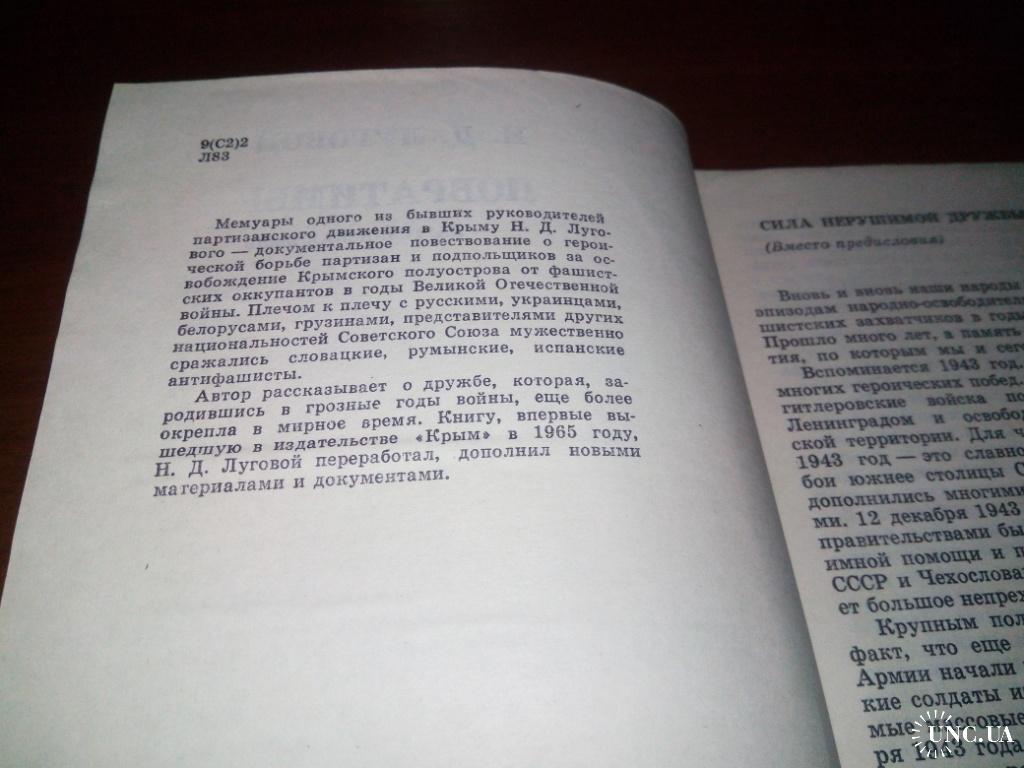 9(С2)2
Л83
Мемуары одного из бывших руководителей
партизанского движения в Крыму Н. Д. Луго-
вого — документальное повествование о герои-
ческой борьбе партизан и подпольщиков за ос-
вобождение Крымского полуострова от фашист-
ских оккупантов в годы Великой Отечественной
войны. Плечом к плечу с русскими, украинцами,
белорусами, грузинами, представителями других
национальностей Советского Союза мужественно
сражались словацкие, румынские, испанские
антифашисты.
Автор рассказывает о дружбе, которая, за-
родившись в грозные годы войны, еще более
окрепла в мирное время. Книгу, впервые вы-
шедшую в издательстве «Крым» в 1965 году,
Н. Д. Луговой переработал, дополнил новыми
материалами и документами.
СИЛА НЕРУШИМОЙ ДРУЖБЫ
(Вместо предисловия)
Вновь и вновь наши народы
эпизодам народно-освободител
шистских захватчиков в годы
Прошло много лет, а память
тия, по которым мы и сего
Вспоминается 1943 год.
многих героических побед.
гитлеровские войска по
Ленинградом и освобо
ской территории. Для ч
1943 год — это славно
бои южнее столицы С
дополнились многими
ми. 12 декабря 1943
правительствами бы
имной помощи и п
СССР и Чехослова
ет большое непрех
Крупным пол
факт, что еще
Армии начали
кие солдаты и
мые массовые
ря 1943 года
UNC.UA